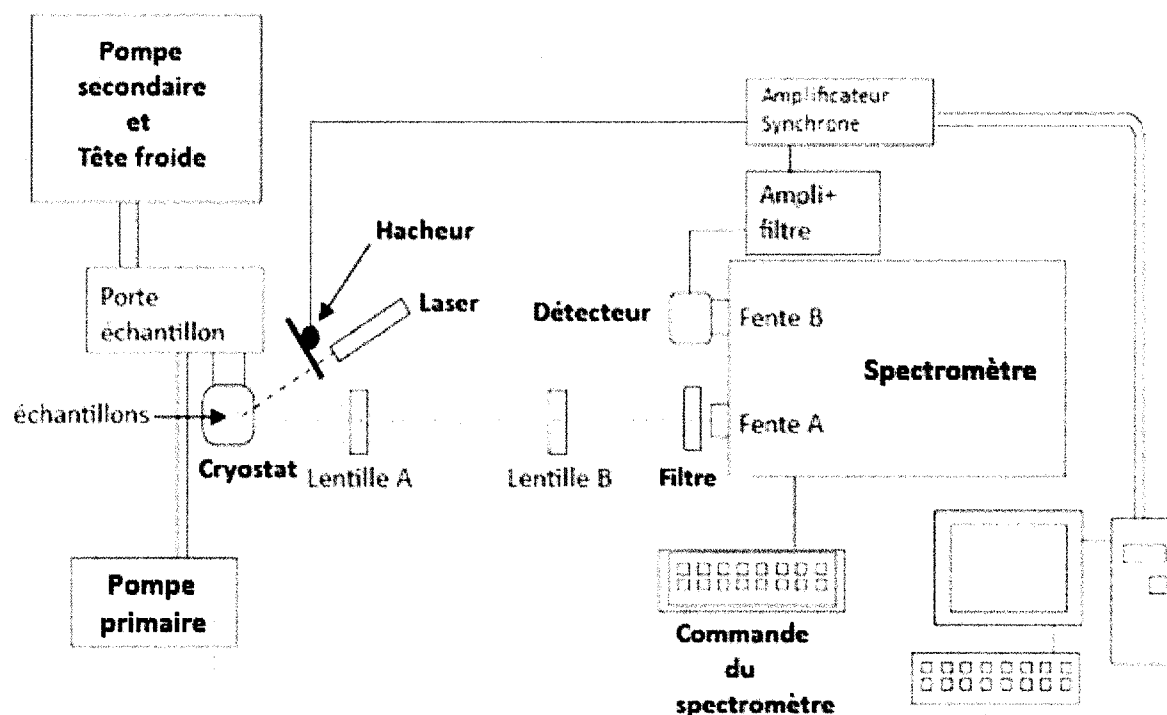 Pompe
secondaire
et
Tête froide
Amplificateur
Synchrone
Ampli+
filtre
Hacheur
Laser
Porte
échantillon
Détecteur
Fente B
Spectromètre
échantillons
Fente A
Cryostat
Lentille A
Lentille B
Filtre
Pompe
primaire
Commande
du
spectromètre